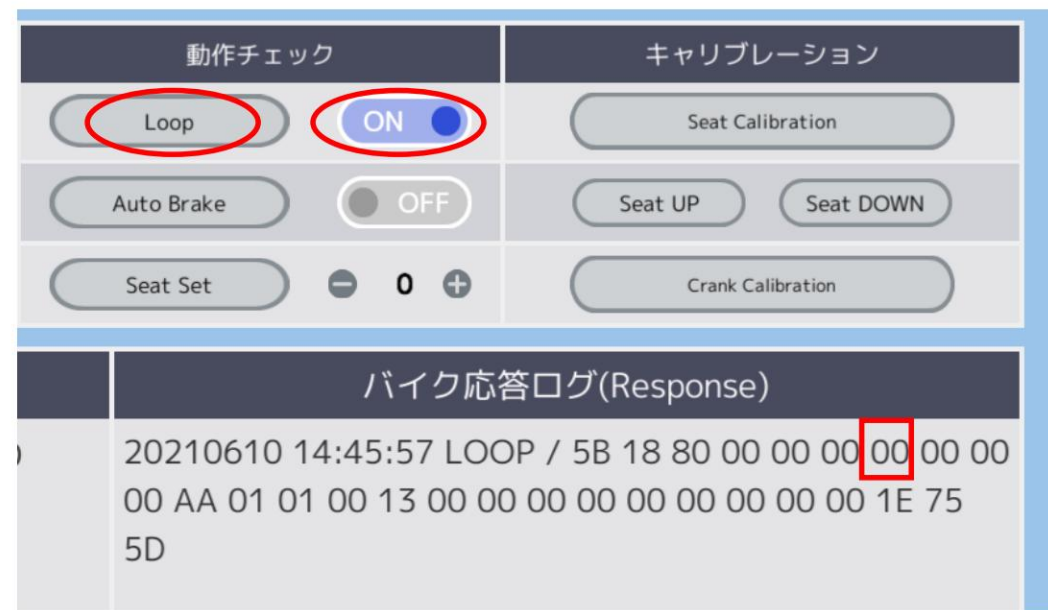 動作チェック キャリブレーション
Loop ON Seat Calibration
Auto Brake OFF Seat UP Seat DOWN
Seat Set 0 Crank Calibration
バイク応答ログ(Response)
20210610 14:45:57 LOOP / 5B 18 80 00 00 00 00 00 00
00 AA 01 01 00 13 00 00 00 00 00 00 00 00 00 1E 75
5D